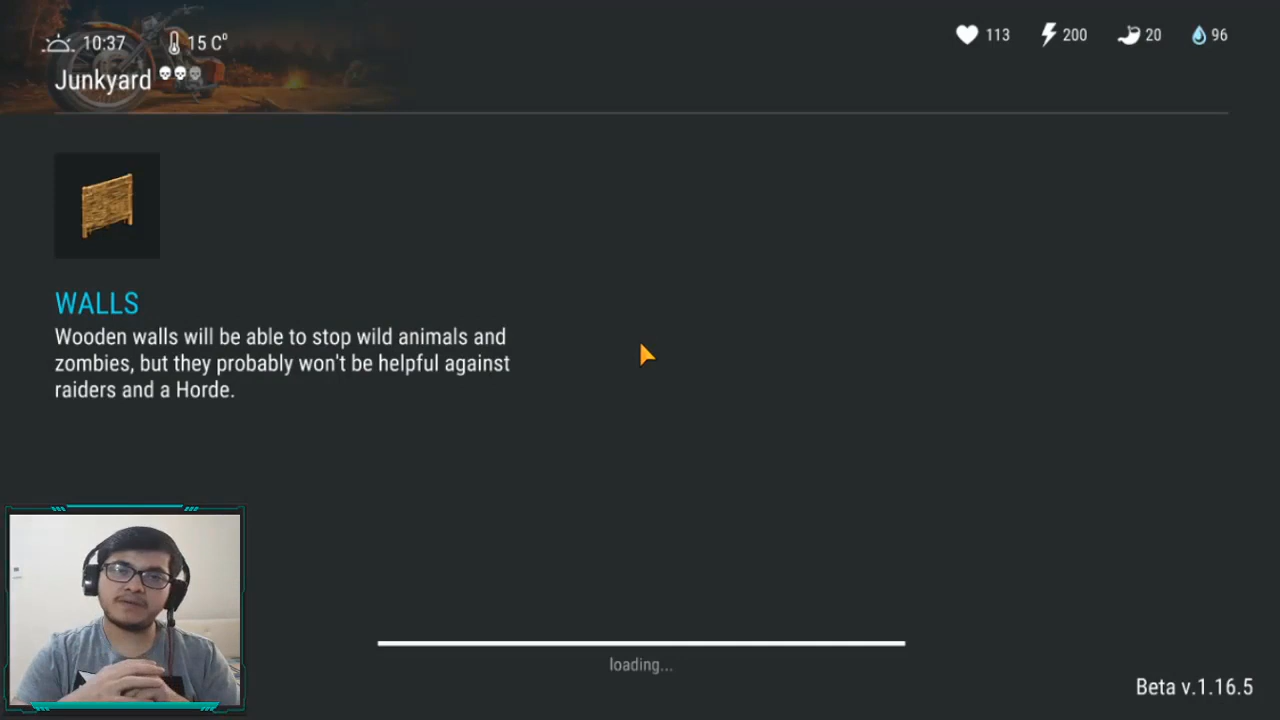 10:37 15 C°
113 200 20 96
Junkyard
WALLS
Wooden walls will be able to stop wild animals and
zombies, but they probably won't be helpful against
raiders and a Horde.
loading...
Beta v.1.16.5